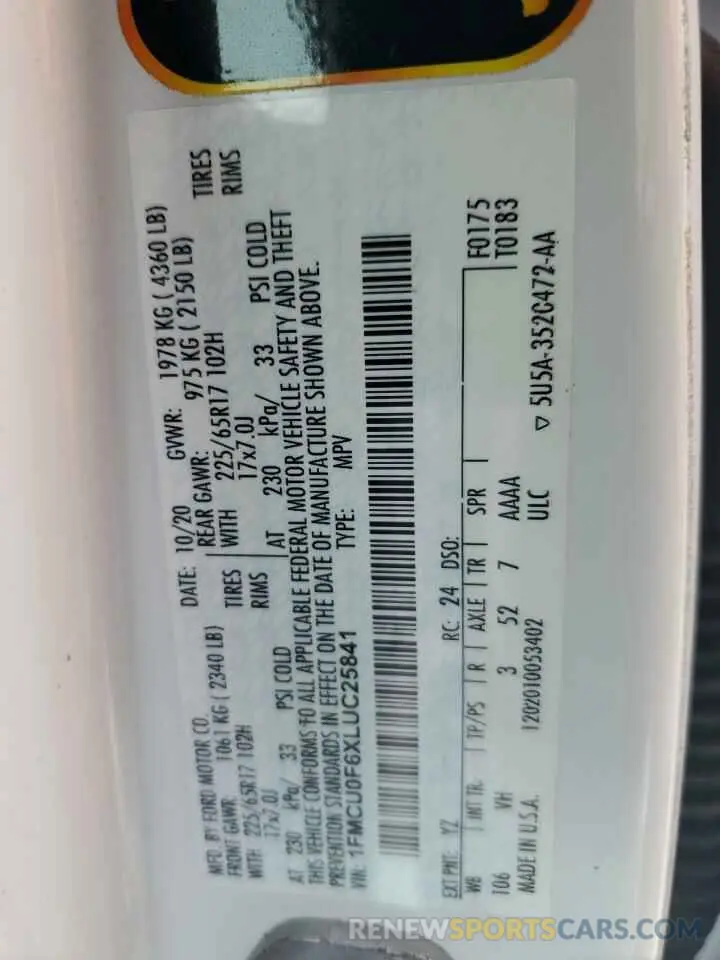 MFD. BY FORD MOTOR CO.
DATE: 10/20 GVWR: 1978 KG ( 4360 LB)
FRONT GAWR: 1061 KG ( 2340 LB)
REAR GAWR: 975 KG ( 2150 LB)
WITH 225/65R17 102H TIRES
WITH 225/65R17 102H TIRES
17x7.0J RIMS
17x7.0J RIMS
AT 230 kPa/ 33 PSI COLD
AT 230 kPa/ 33 PSI COLD
THIS VEHICLE CONFORMS TO ALL APPLICABLE FEDERAL MOTOR VEHICLE SAFETY AND THEFT
PREVENTION STANDARDS IN EFFECT ON THE DATE OF MANUFACTURE SHOWN ABOVE.
VIN: 1FMCU0F6XLUC25841 TYPE: MPV
EXT PNT: YZ RC: 24 DSO:
WB INT TR TP/PS R AXLE TR SPR F0175
T0183
106 VH 3 52 7 AAAA
ULC
MADE IN U.S.A. 1202010053402 ▽ 5U5A-3520472-AA
RENEWSPORTSCARS.COM